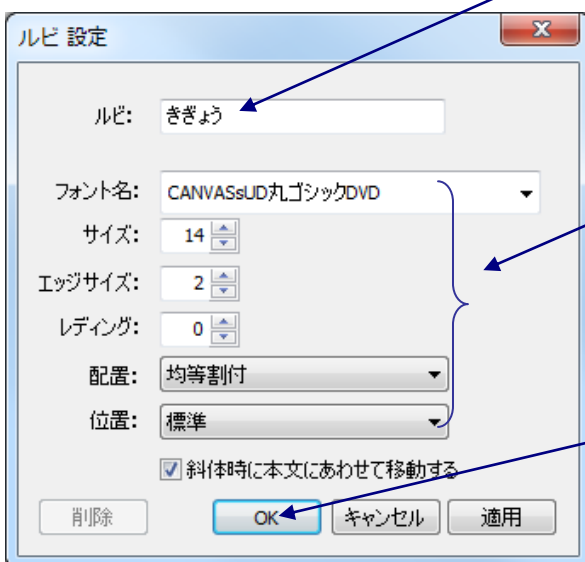 ルビ 設定
ルビ: きぎょう
フォント名: CANVASsUD丸ゴシックDVD
サイズ: 14
エッジサイズ: 2
レディング: 0
配置: 均等割付
位置: 標準
斜体時に本文にあわせて移動する
削除 OK キャンセル 適用